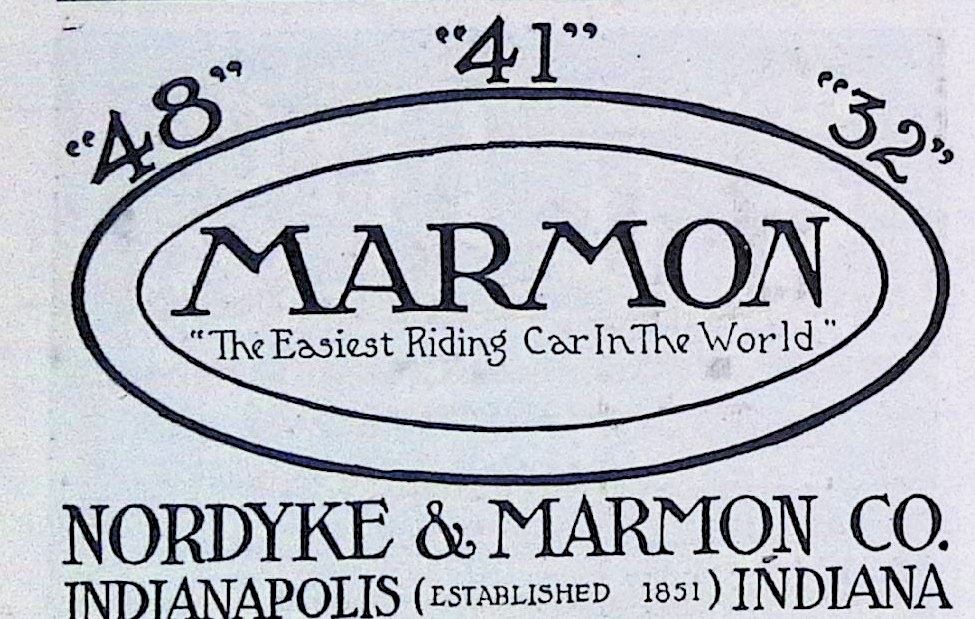 "48" "41" "32"
MARMON
"The Easiest Riding Car In The World"
NORDYKE & MARMON CO.
INDIANAPOLIS (ESTABLISHED 1851) INDIANA